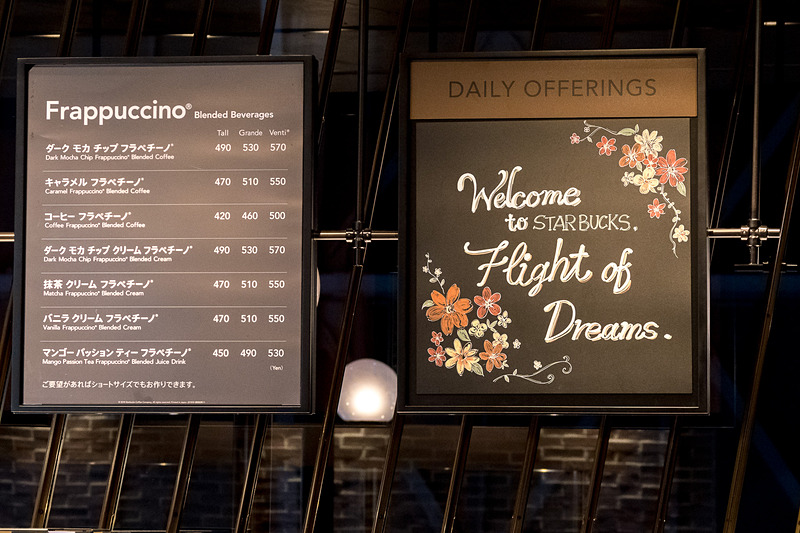 Frappuccino® Blended Beverages
Tall Grande Venti®
ダーク モカ チップ フラペチーノ® 490 530 570
Dark Mocha Chip Frappuccino® Blended Coffee
キャラメル フラペチーノ® 470 510 550
Caramel Frappuccino® Blended Coffee
コーヒー フラペチーノ® 420 460 500
Coffee Frappuccino® Blended Coffee
ダーク モカ チップ クリーム フラペチーノ® 490 530 570
Dark Mocha Chip Frappuccino® Blended Cream
抹茶 クリーム フラペチーノ® 470 510 550
Matcha Frappuccino® Blended Cream
バニラ クリーム フラペチーノ® 470 510 550
Vanilla Frappuccino® Blended Cream
マンゴー パッション ティー フラペチーノ® 450 490 530
Mango Passion Tea Frappuccino® Blended Juice Drink
(Yen)
ご要望があればショートサイズでもお作りできます。
DAILY OFFERINGS
Welcome
to STARBUCKS.
Flight of
Dreams.